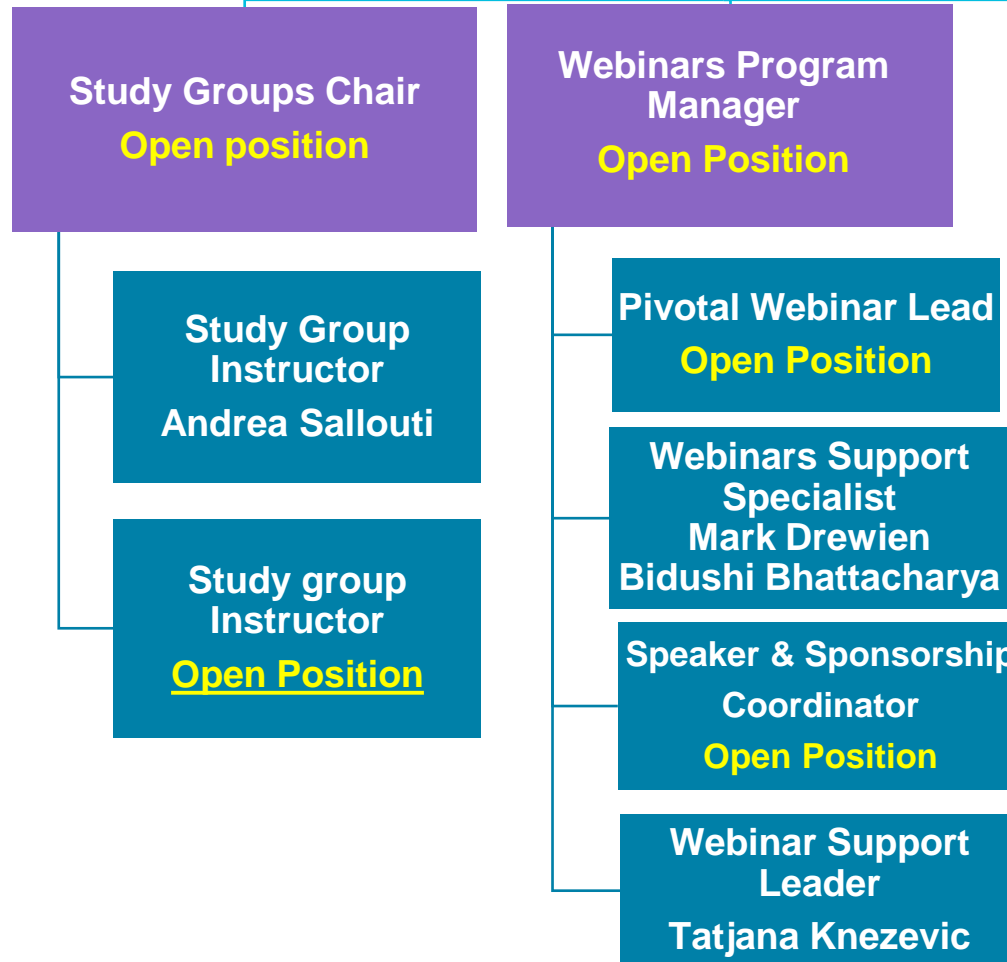 Study Groups Chair
Open position
Study Group
Instructor
Andrea Sallouti
Study group
Instructor
Open Position
Webinars Program
Manager
Open Position
Pivotal Webinar Lead
Open Position
Webinars Support
Specialist
Mark Drewien
Bidushi Bhattacharya
Speaker & Sponsorship
Coordinator
Open Position
Webinar Support
Leader
Tatjana Knezevic